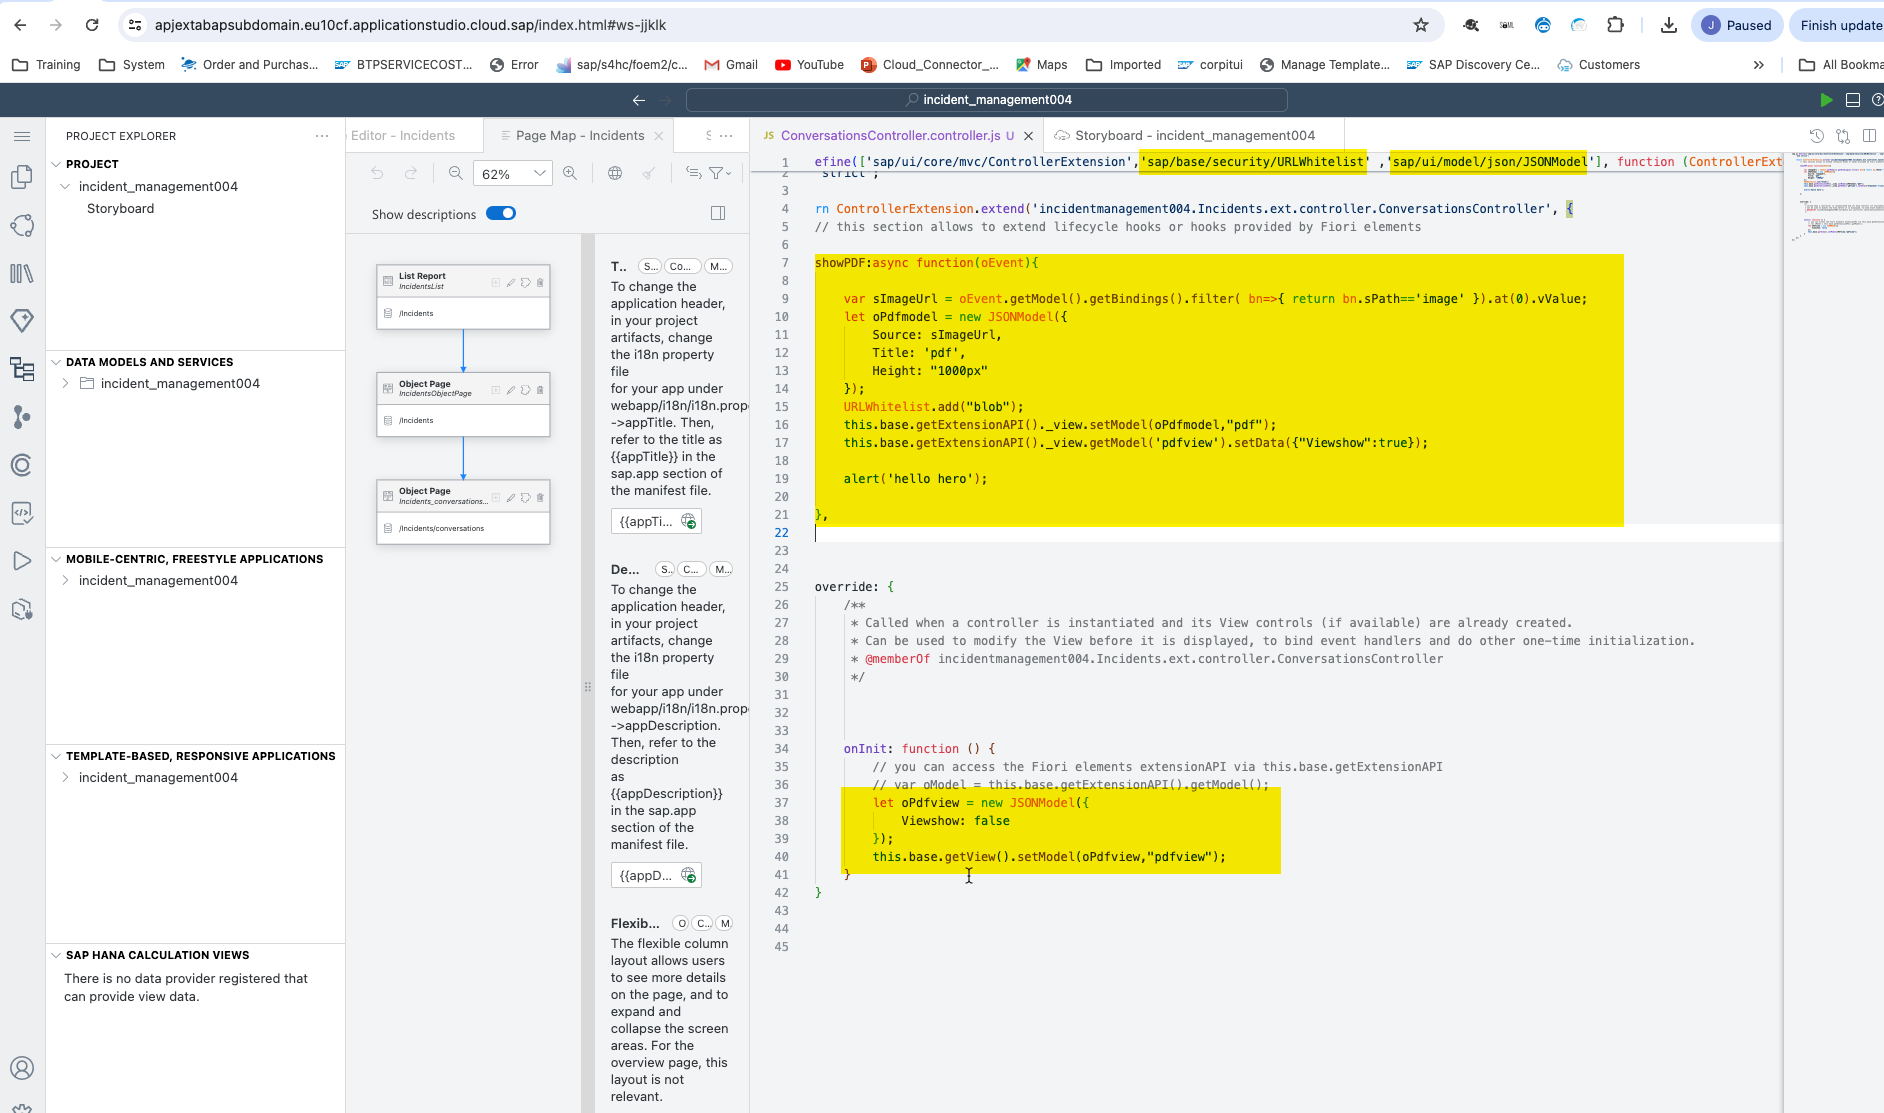 apjextabapsubdomain.eu10cf.applicationstudio.cloud.sap/index.html#ws-jjklk
J Paused
Finish update
Training
System
Order and Purchas...
SAP BTPSERVICECOST...
Error
sap/s4hc/foem2/c...
Gmail
YouTube
Cloud_Connector_...
Maps
Imported
corpitui
Manage Template...
SAP Discovery Ce...
Customers
All Bookma
incident_management004
PROJECT EXPLORER
PROJECT
incident_management004
Storyboard
DATA MODELS AND SERVICES
incident_management004
MOBILE-CENTRIC, FREESTYLE APPLICATIONS
incident_management004
TEMPLATE-BASED, RESPONSIVE APPLICATIONS
incident_management004
SAP HANA CALCULATION VIEWS
There is no data provider registered that
can provide view data.
Editor - Incidents
Page Map - Incidents
62%
Show descriptions
List Report
IncidentsList
/Incidents
Object Page
IncidentsObjectPage
/Incidents
Object Page
Incidents_conversations...
/Incidents/conversations
T.. S... Co... M...
To change the
application header,
in your project
artifacts, change
the i18n property
file
for your app under
webapp/i18n/i18n.prope
->appTitle. Then,
refer to the title as
{{appTitle}} in the
sap.app section of
the manifest file.
{{appTi...
De... S.. C... M...
To change the
application header,
in your project
artifacts, change
the i18n property
file
for your app under
webapp/i18n/i18n.prope
->appDescription.
Then, refer to the
description
as
{{appDescription}}
in the sap.app
section of the
manifest file.
{{appD...
Flexib... O C.. M
The flexible column
layout allows users
to see more details
on the page, and to
expand and
collapse the screen
areas. For the
overview page, this
layout is not
relevant.
JS ConversationsController.controller.js U
Storyboard - incident_management004
1 efine(['sap/ui/core/mvc/ControllerExtension','sap/base/security/URLWhitelist' ,'sap/ui/model/json/JSONModel'], function (ControllerExt
2 strict';
3
4 rn ControllerExtension.extend('incidentmanagement004.Incidents.ext.controller.ConversationsController', {
5 // this section allows to extend lifecycle hooks or hooks provided by Fiori elements
6
7 showPDF:async function(oEvent){
8
9 var sImageUrl = oEvent.getModel().getBindings().filter( bn=>{ return bn.sPath=='image' }).at(0).vValue;
10 let oPdfmodel = new JSONModel({
11 Source: sImageUrl,
12 Title: 'pdf',
13 Height: "1000px"
14 });
15 URLWhitelist.add("blob");
16 this.base.getExtensionAPI()._view.setModel(oPdfmodel,"pdf");
17 this.base.getExtensionAPI()._view.getModel('pdfview').setData({"Viewshow":true});
18
19 alert('hello hero');
20
21 },
22
23
24
25 override: {
26 /**
27 * Called when a controller is instantiated and its View controls (if available) are already created.
28 * Can be used to modify the View before it is displayed, to bind event handlers and do other one-time initialization.
29 * @memberOf incidentmanagement004.Incidents.ext.controller.ConversationsController
30 */
31
32
33
34 onInit: function () {
35 // you can access the Fiori elements extensionAPI via this.base.getExtensionAPI
36 // var oModel = this.base.getExtensionAPI().getModel();
37 let oPdfview = new JSONModel({
38 Viewshow: false
39 });
40 this.base.getView().setModel(oPdfview,"pdfview");
41 }
42 }
43
44
45